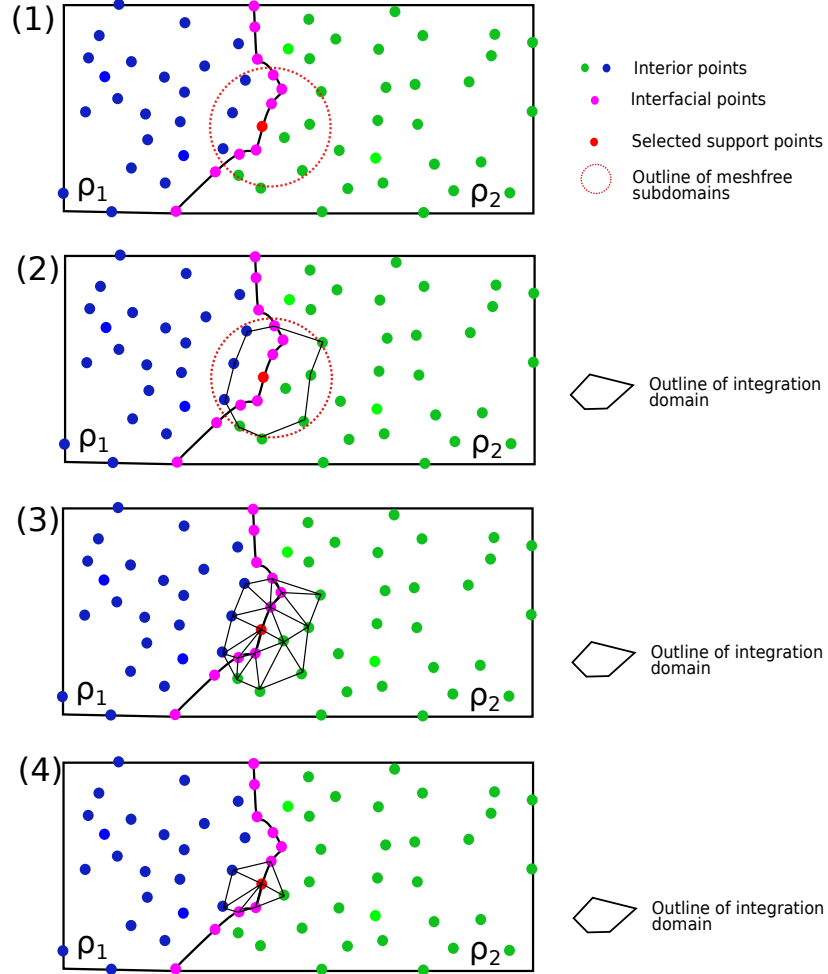 (1)
Interior points
Interfacial points
Selected support points
Outline of meshfree
subdomains
ρ1
ρ2
(2)
Outline of integration
domain
ρ1
ρ2
(3)
Outline of integration
domain
ρ1
ρ2
(4)
Outline of integration
domain
ρ1
ρ2